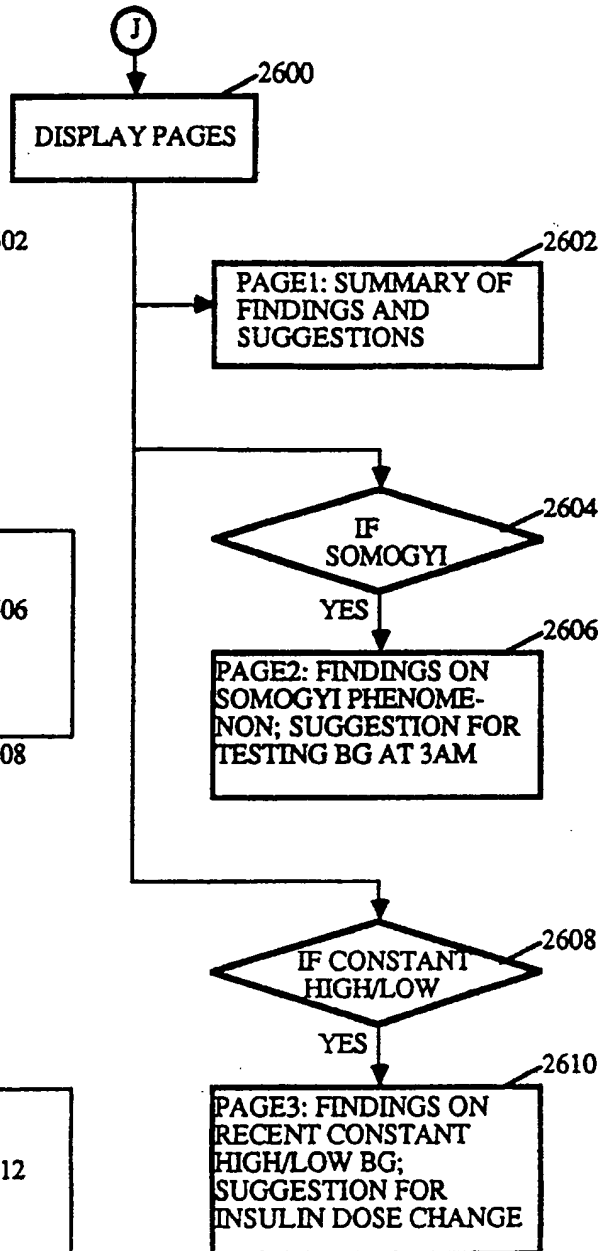 J
2600
DISPLAY PAGES
02
2602
PAGE1: SUMMARY OF
FINDINGS AND
SUGGESTIONS
2604
IF
SOMOGYI
06
YES
2606
PAGE2: FINDINGS ON
SOMOGYI PHENOME-
NON; SUGGESTION FOR
TESTING BG AT 3AM
08
2608
IF CONSTANT
HIGH/LOW
YES
2610
PAGE3: FINDINGS ON
RECENT CONSTANT
HIGH/LOW BG;
SUGGESTION FOR
INSULIN DOSE CHANGE
12